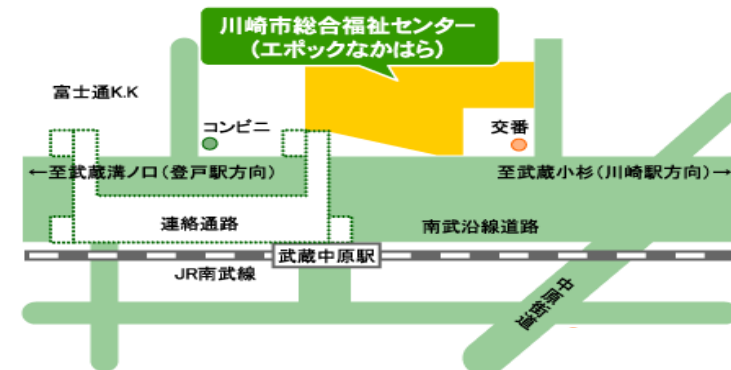 川崎市総合福祉センター
(エポックなかはら)
富士通K.K
コンビニ
交番
←至武蔵溝ノ口(登戸駅方向)
至武蔵小杉(川崎駅方向)→
連絡通路
南武沿線道路
武蔵中原駅
JR南武線
中原街道